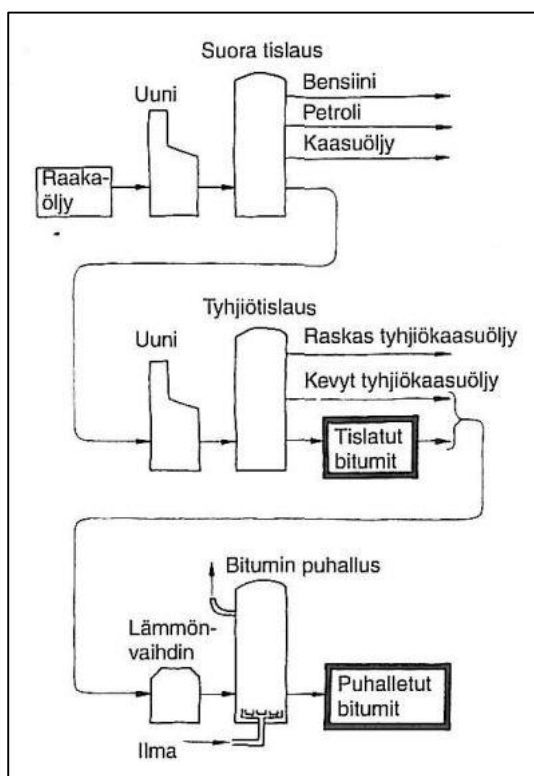 Suora tislaus
Uuni
Bensiini
Petroli
Kaasuöljy
Raaka-
öljy
Tyhjiötislaus
Uuni
Raskas tyhjiökaasuöljy
Kevyt tyhjiökaasuöljy
Tislatut
bitumit
Bitumin puhallus
Lämmön-
vaihdin
Puhalletut
bitumit
Ilma